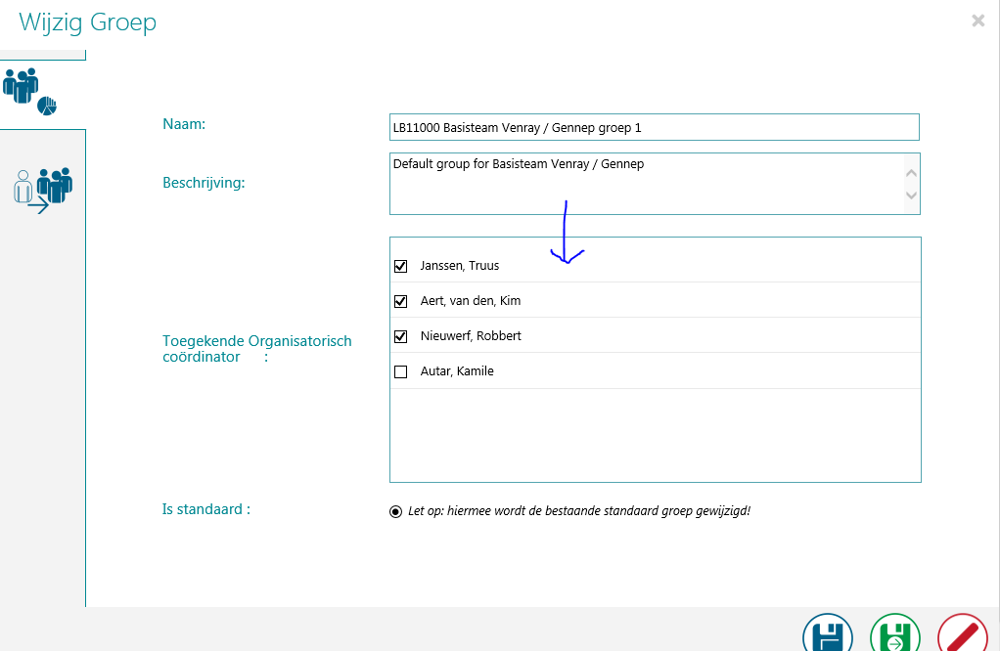 Wijzig Groep
Naam:
LB11000 Basisteam Venray / Gennep groep 1
Beschrijving:
Default group for Basisteam Venray / Gennep
Toegekende Organisatorisch
coördinator :
Janssen, Truus
Aert, van den, Kim
Nieuwerf, Robbert
Autar, Kamile
Is standaard :
Let op: hiermee wordt de bestaande standaard groep gewijzigd!